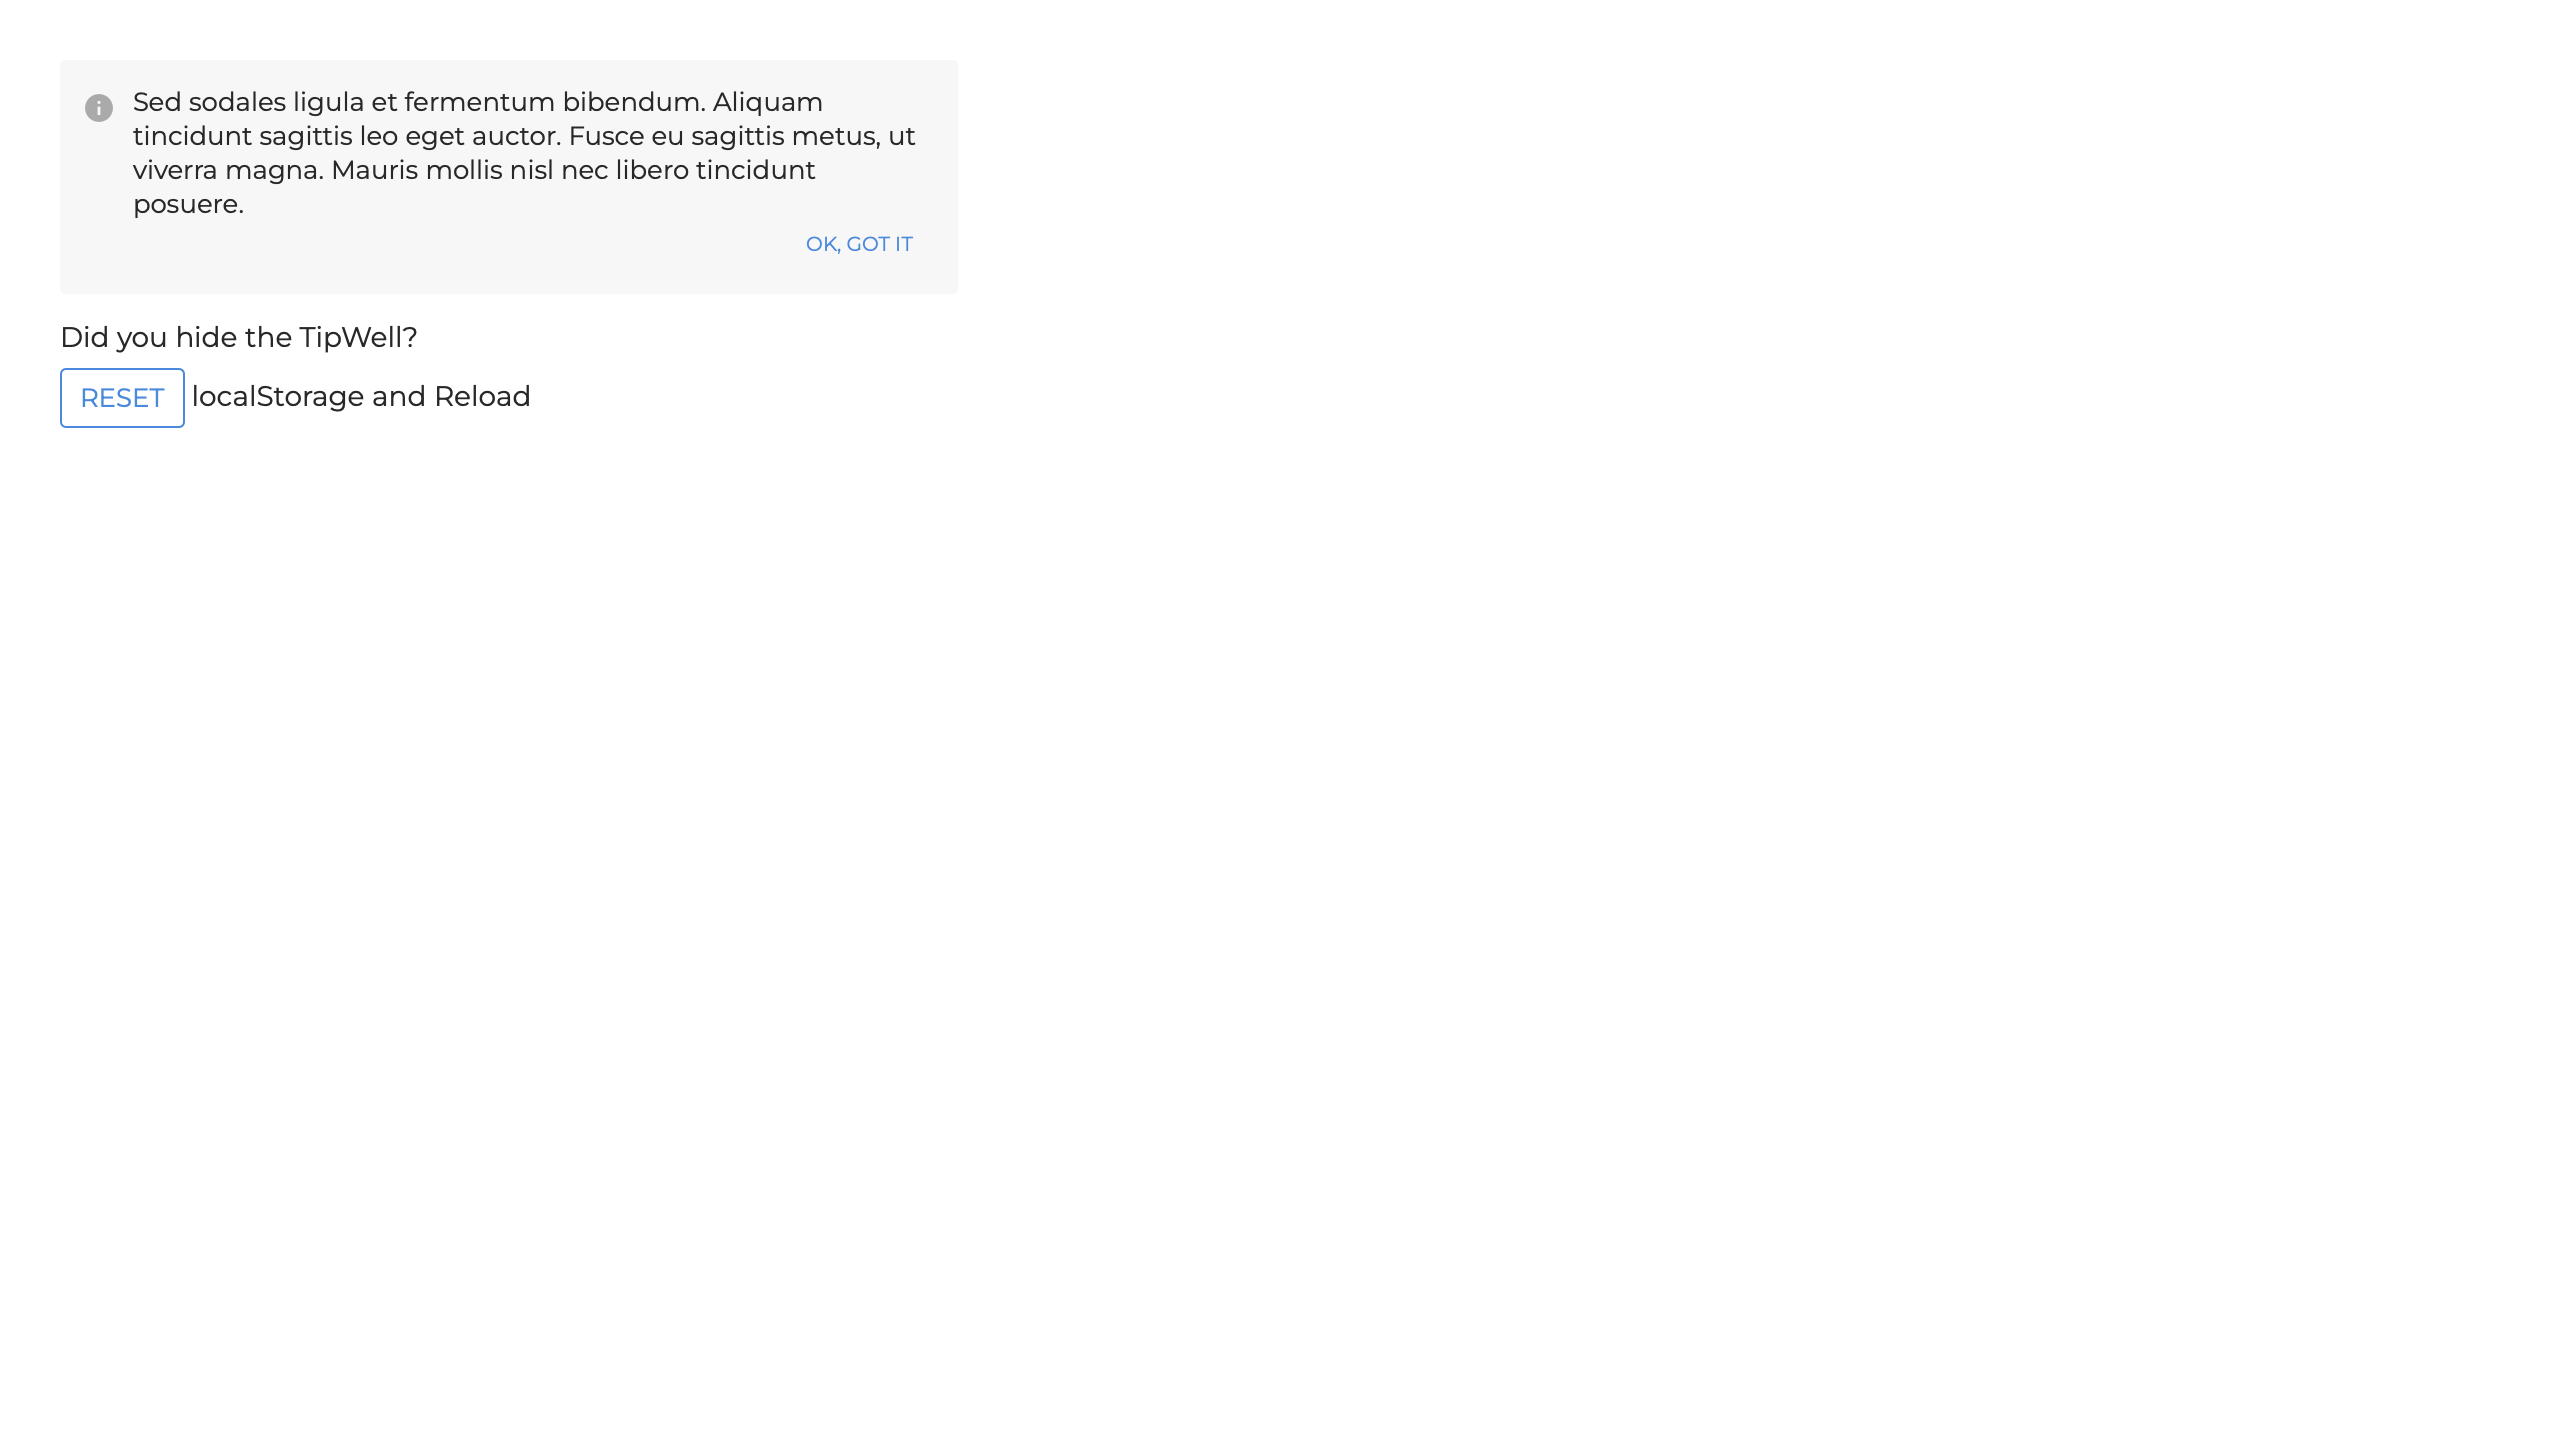 Sed sodales ligula et fermentum bibendum. Aliquam
tincidunt sagittis leo eget auctor. Fusce eu sagittis metus, ut
viverra magna. Mauris mollis nisl nec libero tincidunt
posuere.
OK, GOT IT
Did you hide the TipWell?
RESET localStorage and Reload